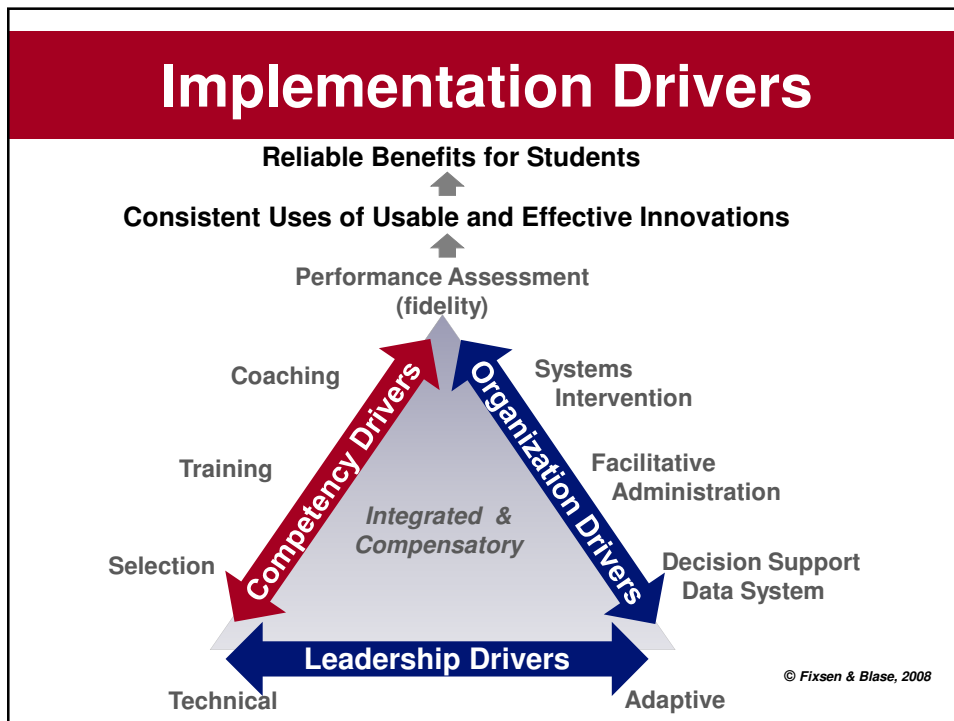 Implementation Drivers
Reliable Benefits for Students
Consistent Uses of Usable and Effective Innovations
Performance Assessment
(fidelity)
Coaching
Training
Selection
Competency Drivers
Integrated &
Compensatory
Organization Drivers
Systems
Intervention
Facilitative
Administration
Decision Support
Data System
Leadership Drivers
Technical
Adaptive
© Fixsen & Blase, 2008